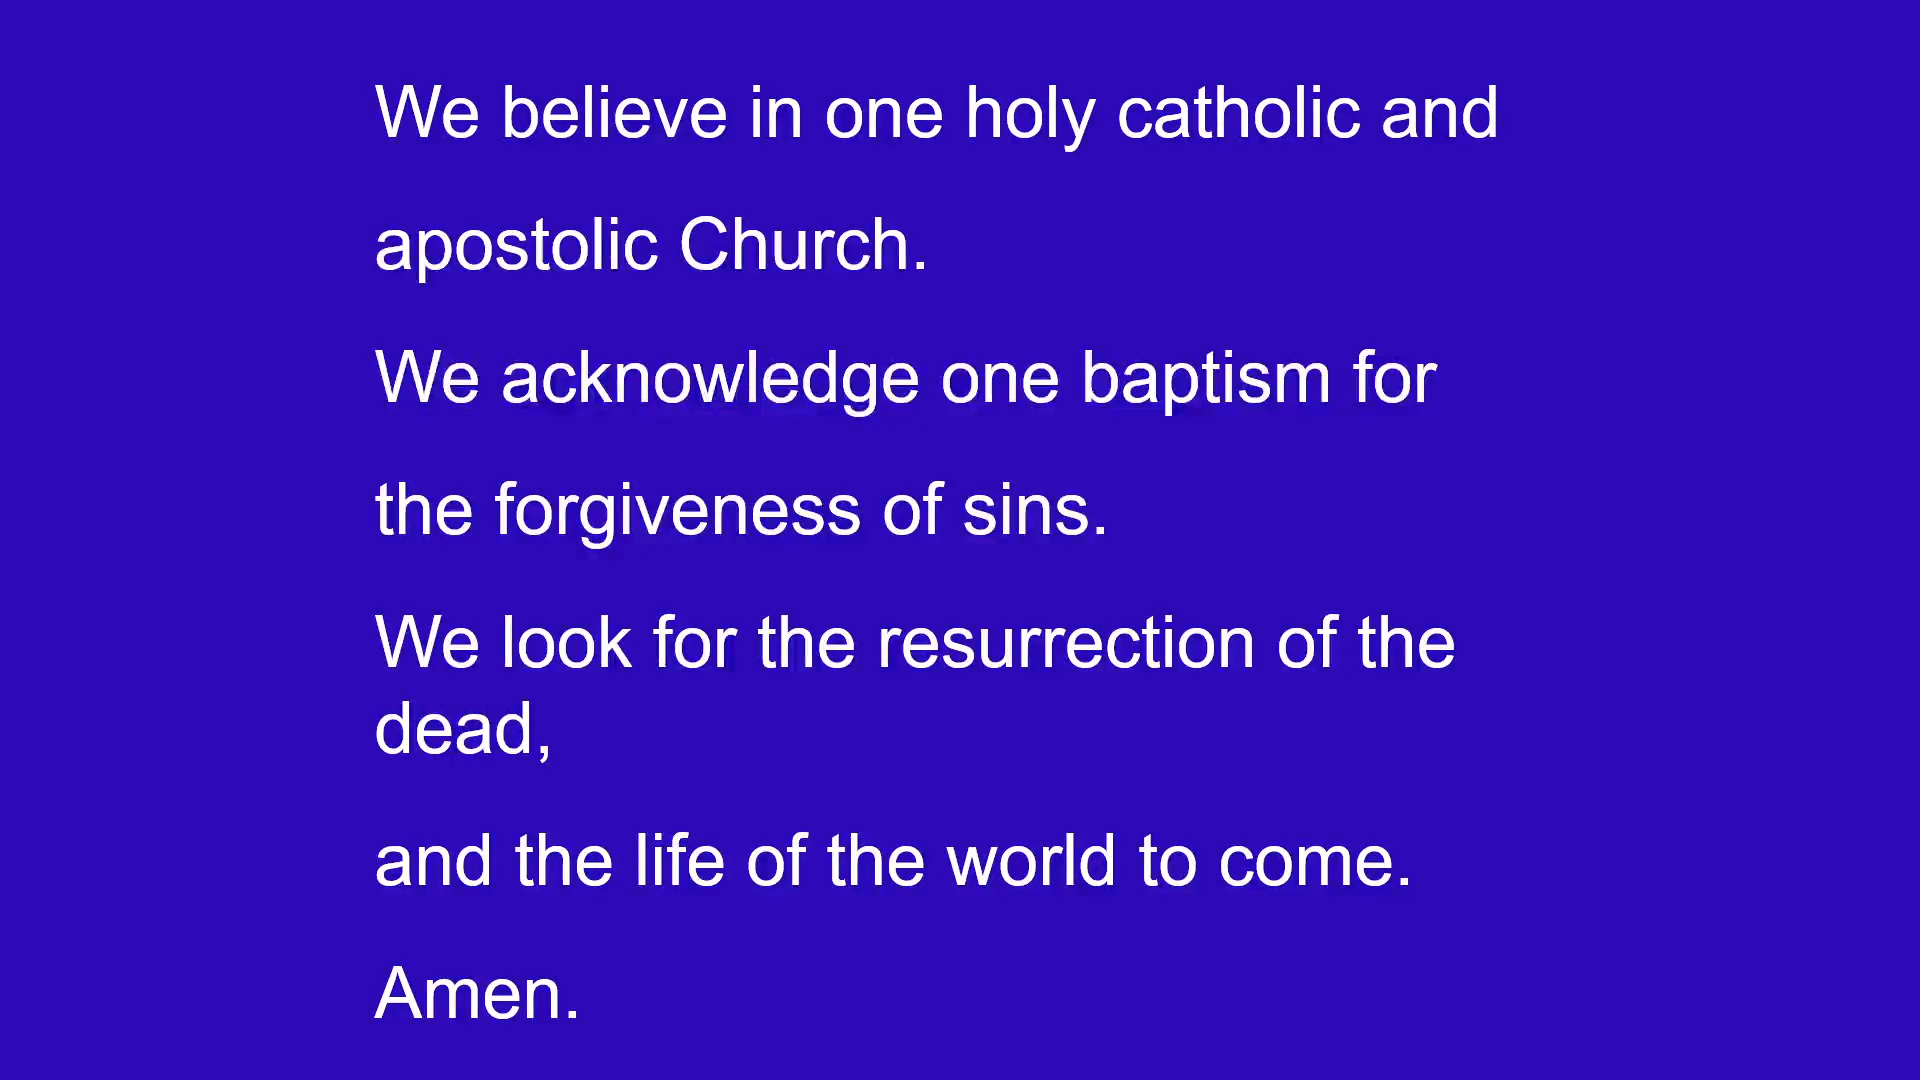 We believe in one holy catholic and
apostolic Church.
We acknowledge one baptism for
the forgiveness of sins.
We look for the resurrection of the
dead,
and the life of the world to come.
Amen.